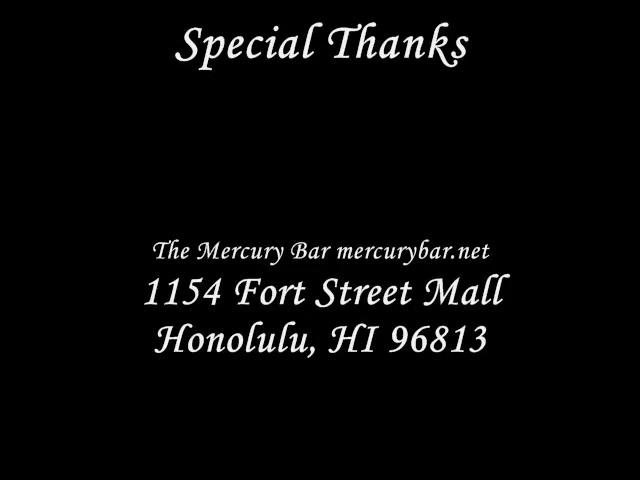 Special Thanks
The Mercury Bar mercurybar.net
1154 Fort Street Mall
Honolulu, HI 96813